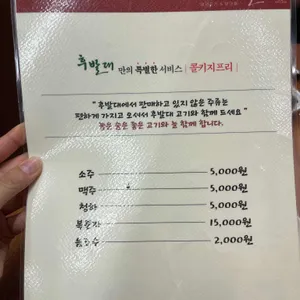 후발대 만의 특별한 서비스 | 콜키지프리 |
" 후발대에서 판매하고 있지 않은 주류는
편하게 가지고 오셔서 후발대 고기와 함께 드세요 "
좋은 술은 좋은 고기와 늘 함께 합니다.
소주 5,000원
맥주 5,000원
청하 5,000원
복분자 15,000원
음료수 2,000원